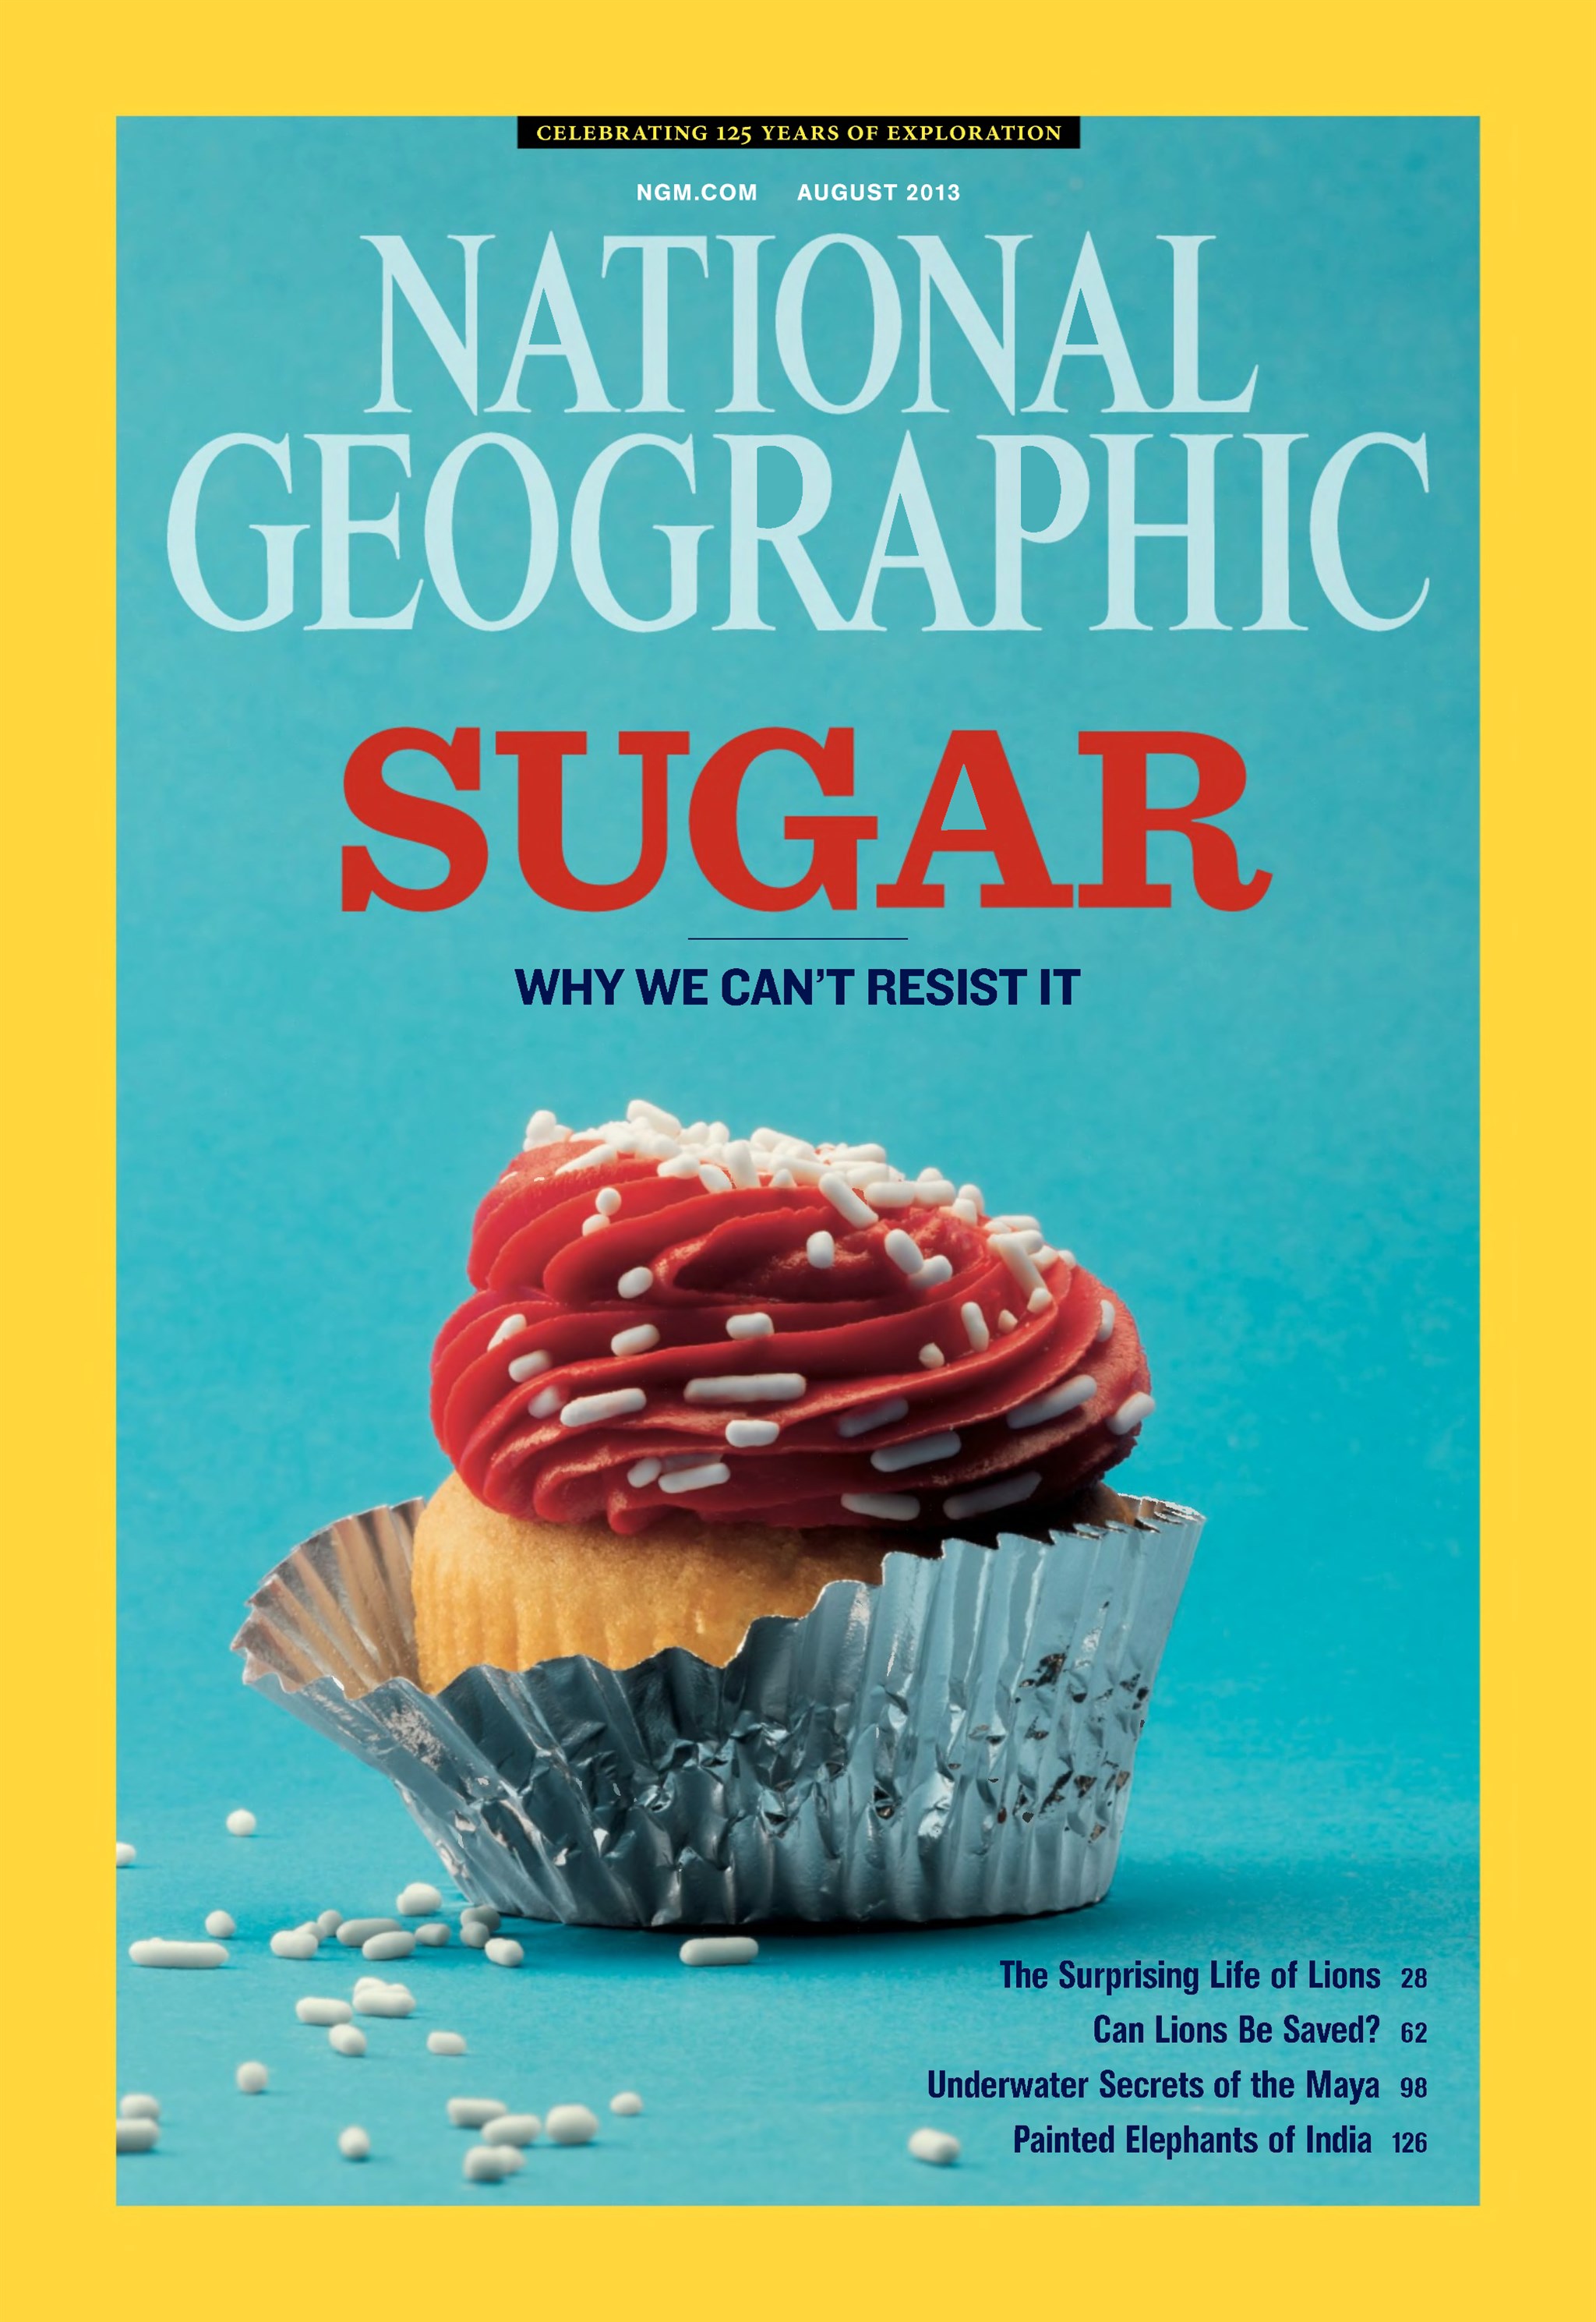 CELEBRATING 125 YEARS OF EXPLORATION
NGM.COM AUGUST 2013
NATIONAL
GEOGRAPHIC
SUGAR
WHY WE CAN'T RESIST IT
The Surprising Life of Lions 28
Can Lions Be Saved? 62
Underwater Secrets of the Maya 98
Painted Elephants of India 126